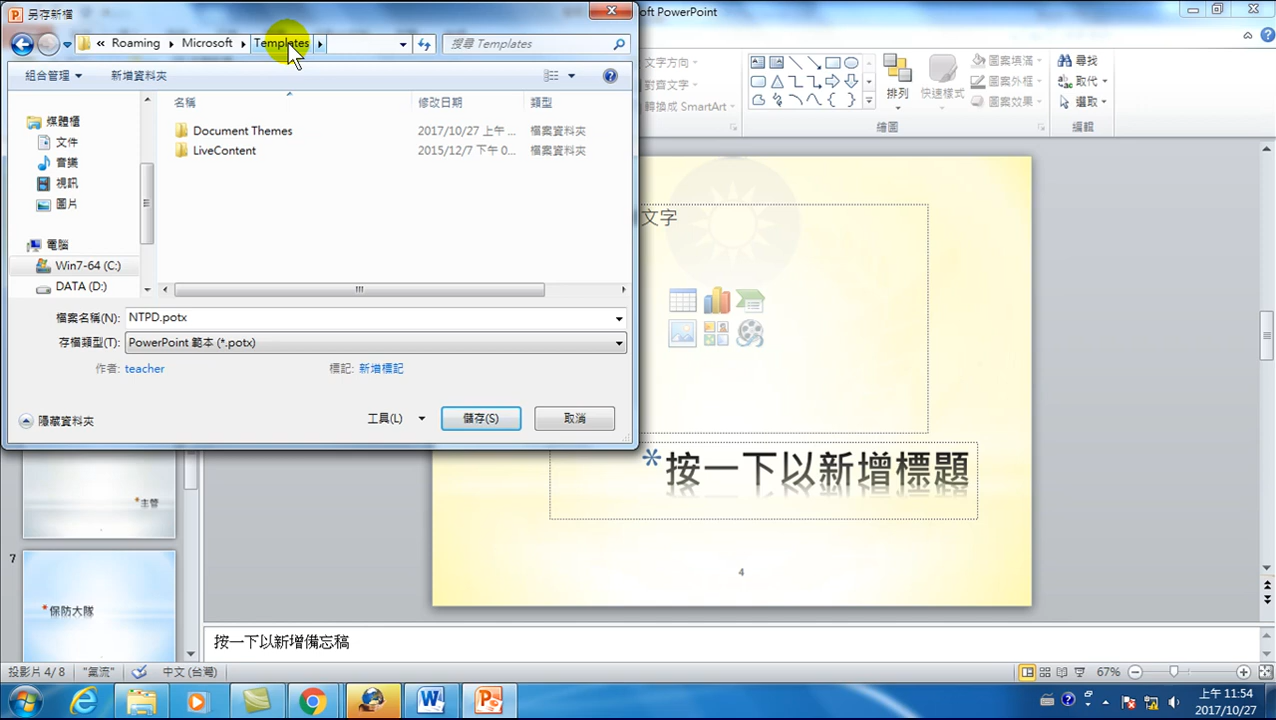 另存新檔
oft PowerPoint
« Roaming Microsoft Templates
搜尋 Templates
組合管理 新增資料夾
名稱 修改日期 類型
Document Themes 2017/10/27 上午 ... 檔案資料夾
LiveContent 2015/12/7 下午 0... 檔案資料夾
媒體櫃
文件
音樂
視訊
圖片
電腦
Win7-64 (C:)
DATA (D:)
檔案名稱(N): NTPD.potx
存檔類型(T): PowerPoint 範本 (*.potx)
作者: teacher 標記: 新增標記
隱藏資料夾 工具(L) 儲存(S) 取消
文字方向
對齊文字
轉換成 SmartArt
排列 快速樣式
圖案填滿
圖案外框
圖案效果
繪圖
尋找
取代
選取
編輯
文字
*按一下以新增標題
4
*主管
7
*保防大隊
按一下以新增備忘稿
投影片 4/8 "氣流" 中文 (台灣) 67%
上午 11:54
2017/10/27